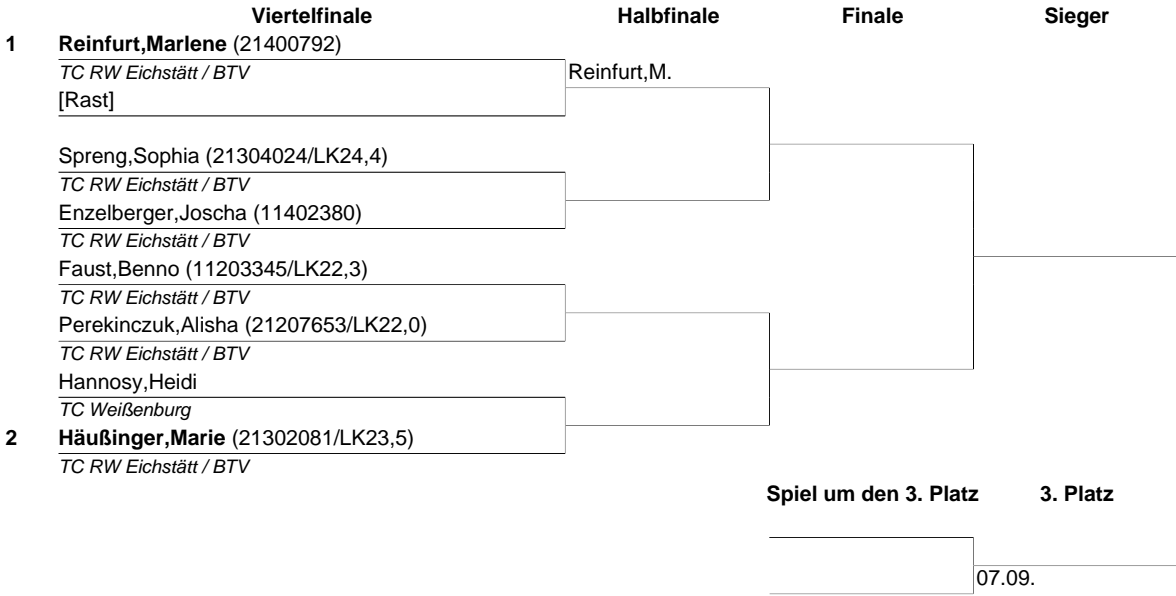 Viertelfinale Halbfinale Finale Sieger
1 Reinfurt,Marlene (21400792)
TC RW Eichstätt / BTV Reinfurt,M.
[Rast]
Spreng,Sophia (21304024/LK24,4)
TC RW Eichstätt / BTV
Enzelberger,Joscha (11402380)
TC RW Eichstätt / BTV
Faust,Benno (11203345/LK22,3)
TC RW Eichstätt / BTV
Perekinczuk,Alisha (21207653/LK22,0)
TC RW Eichstätt / BTV
Hannosy,Heidi
TC Weißenburg
2 Häußinger,Marie (21302081/LK23,5)
TC RW Eichstätt / BTV
Spiel um den 3. Platz 3. Platz
07.09.